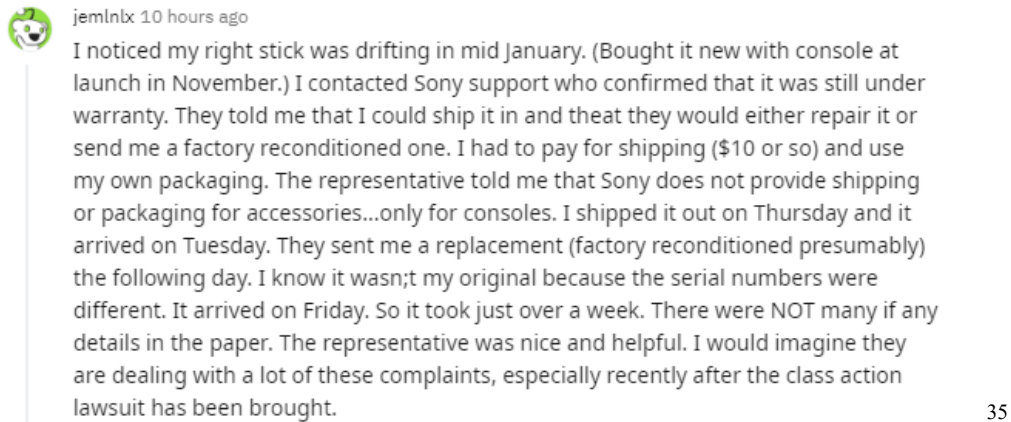 jemlnlx 10 hours ago
I noticed my right stick was drifting in mid January. (Bought it new with console at
launch in November.) I contacted Sony support who confirmed that it was still under
warranty. They told me that I could ship it in and theat they would either repair it or
send me a factory reconditioned one. I had to pay for shipping ($10 or so) and use
my own packaging. The representative told me that Sony does not provide shipping
or packaging for accessories...only for consoles. I shipped it out on Thursday and it
arrived on Tuesday. They sent me a replacement (factory reconditioned presumably)
the following day. I know it wasn;t my original because the serial numbers were
different. It arrived on Friday. So it took just over a week. There were NOT many if any
details in the paper. The representative was nice and helpful. I would imagine they
are dealing with a lot of these complaints, especially recently after the class action
lawsuit has been brought.
35